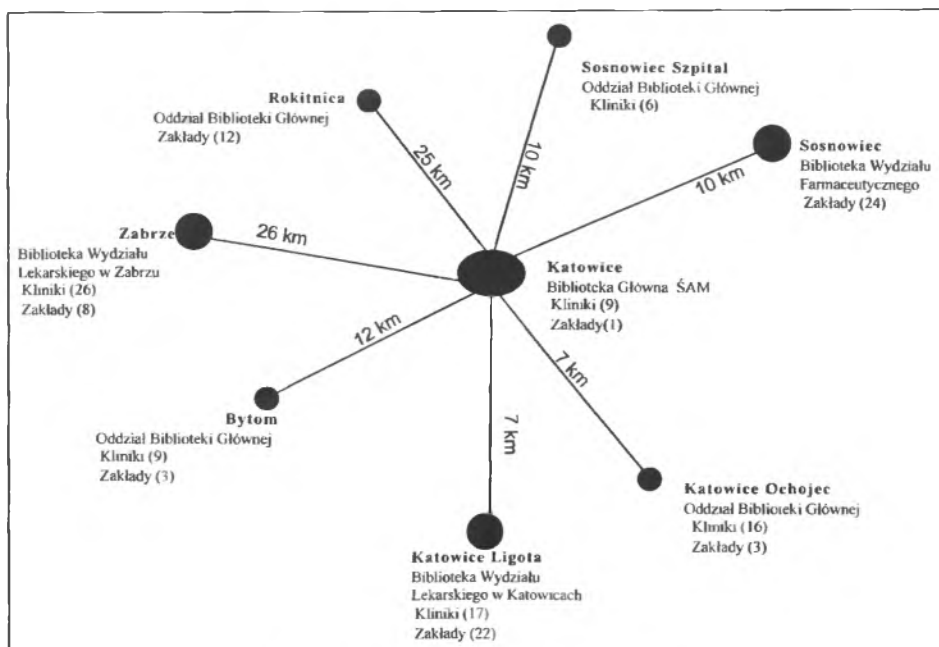 Sosnowiec Szpital
Oddział Biblioteki Głównej
Kliniki (6)
Rokitnica
Oddział Biblioteki Głównej
Zakłady (12)
25 km
10 km
10 km
Sosnowiec
Biblioteka Wydziału
Farmaceutycznego
Zakłady (24)
Zabrze
Biblioteka Wydziału
Lekarskiego w Zabrzu
Kliniki (26)
Zakłady (8)
26 km
Katowice
Biblioteka Główna ŚAM
Kliniki (9)
Zakłady(1)
12 km
7 km
7 km
Bytom
Oddział Biblioteki Głównej
Kliniki (9)
Zakłady (3)
Katowice Ochojec
Oddział Biblioteki Głównej
Kliniki (16)
Zakłady (3)
Katowice Ligota
Biblioteka Wydziału
Lekarskiego w Katowicach
Kliniki (17)
Zakłady (22)